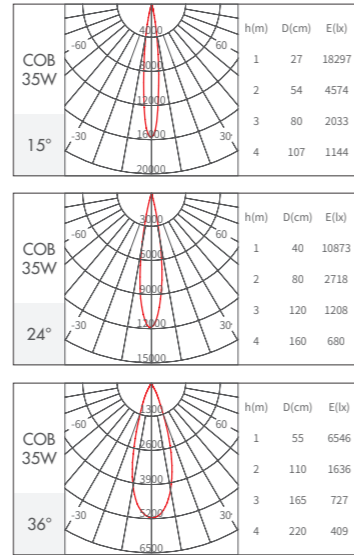 COB
35W
15°
-60
60
-30
30
4000
8000
12000
16000
20000
h(m) D(cm) E(lx)
1 27 18297
2 54 4574
3 80 2033
4 107 1144
COB
35W
24°
-60
60
-30
30
3000
6000
9000
12000
15000
h(m) D(cm) E(lx)
1 40 10873
2 80 2718
3 120 1208
4 160 680
COB
35W
36°
-60
60
-30
30
1300
2600
3900
5200
6500
h(m) D(cm) E(lx)
1 55 6546
2 110 1636
3 165 727
4 220 409